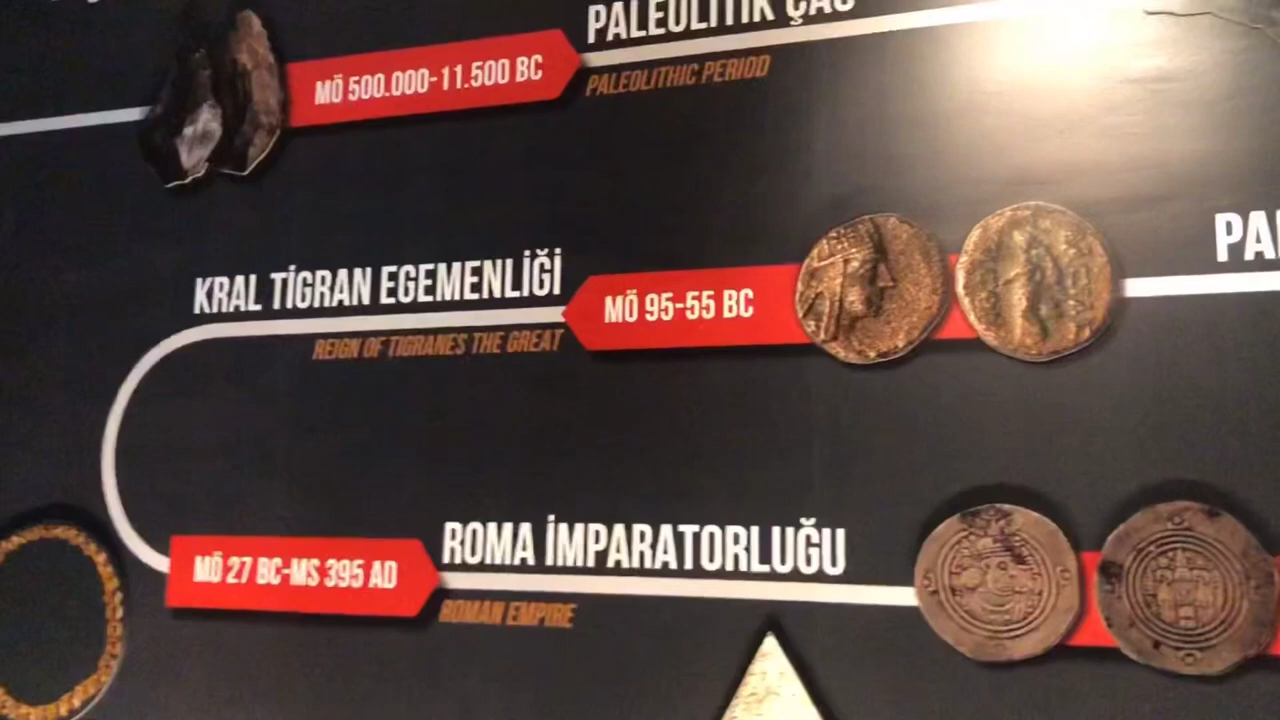 PALEOLİTİK ÇAĞ
MÖ 500.000-11.500 BC
PALEOLITHIC PERIOD
KRAL TİGRAN EGEMENLİĞİ
MÖ 95-55 BC
REIGN OF TIGRANES THE GREAT
ROMA İMPARATORLUĞU
MÖ 27 BC-MS 395 AD
ROMAN EMPIRE